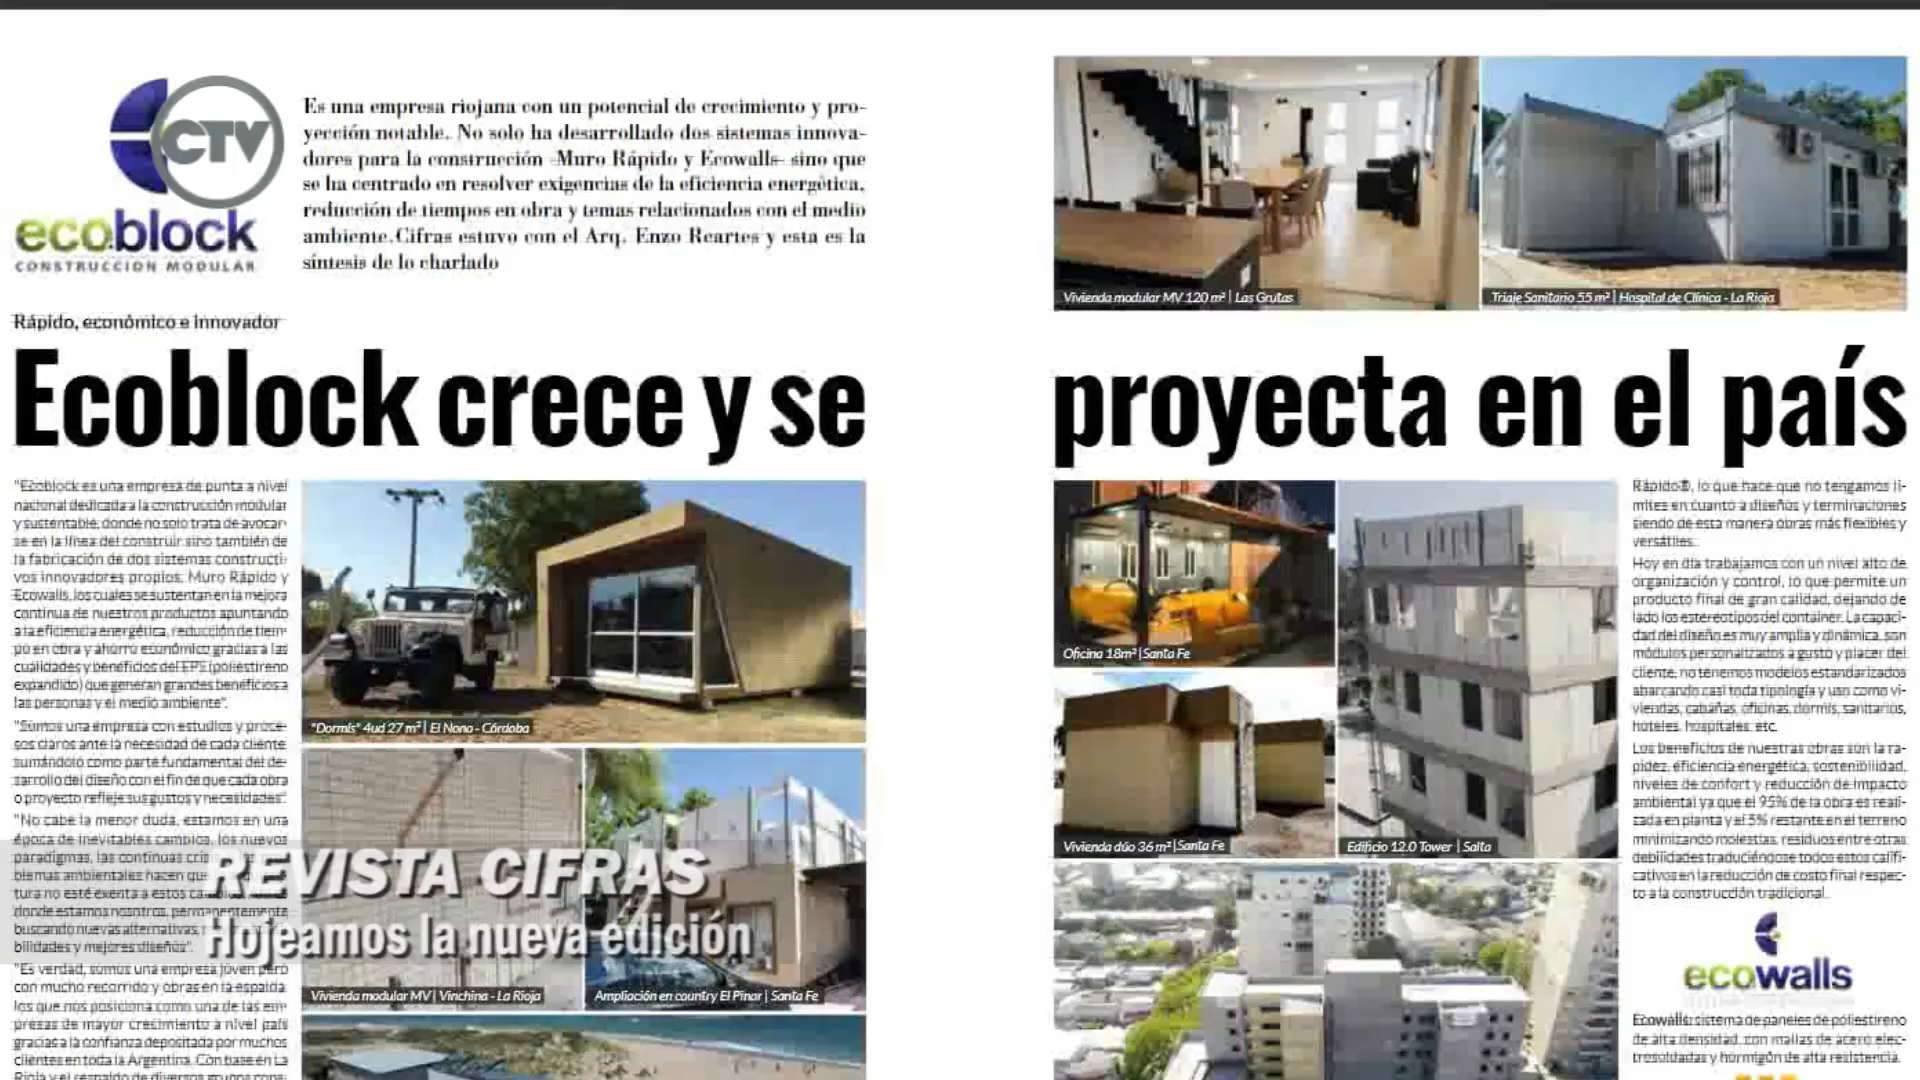 CTV
ecoblock
CONSTRUCCION MODULAR
Es una empresa riojana con un potencial de crecimiento y pro-
yección notable. No solo ha desarrollado dos sistemas innova-
dores para la construcción -Muro Rápido y Ecowalls- sino que
se ha centrado en resolver exigencias de la eficiencia energética,
reducción de tiempos en obra y temas relacionados con el medio
ambiente. Cifras estuvo con el Arq. Enzo Reartes y esta es la
síntesis de lo charlado
Vivienda modular MV 120 m² | Las Grutas
Triaje Sanitario 55 m² | Hospital de Clínica - La Rioja
Rápido, económico e innovador
Ecoblock crece y se proyecta en el país
"Ecoblock es una empresa de punta a nivel
nacional dedicada a la construcción modular
y sustentable, donde no solo trata de avocar-
se en la línea del construir sino también de
la fabricación de dos sistemas constructi-
vos innovadores propios, Muro Rápido y
Ecowalls, los cuales se sustentan en la mejora
continua de nuestros productos apuntando
a la eficiencia energética, reducción de tiem-
po en obra y ahorro económico gracias a las
cualidades y beneficios del EPS (poliestireno
expandido) que generan grandes beneficios a
las personas y el medio ambiente".
"Somos una empresa con estudios y proce-
sos claros ante la necesidad de cada cliente
sumándolo como parte fundamental del de-
sarrollo del diseño con el fin de que cada obra
o proyecto refleje sus gustos y necesidades".
"No cabe la menor duda, estamos en una
época de inevitables cambios, los nuevos
paradigmas, las continuas
blemas ambientales hacen que
tura no esté exenta a estos
donde estamos nosotros, permanentemente
buscando nuevas alternativas,
bilidades y mejores diseños".
"Es verdad, somos una empresa joven pero
con mucho recorrido y obras en la espalda
los que nos posiciona como una de las em-
presas de mayor crecimiento a nivel país
gracias a la confianza depositada por muchos
clientes en toda la Argentina. Con base en La
Rioja y el respaldo de diversos grupos cons-
"Dormis" 4ud 27 m² | El Nono - Córdoba
Vivienda modular MV | Vinchina - La Rioja
Ampliación en country El Pinar | Santa Fe
REVISTA CIFRAS
Hojeamos la nueva edición
Oficina 18m² | Santa Fe
Vivienda dúo 36 m² | Santa Fe
Edificio 12.0 Tower | Salta
Rápido®, lo que hace que no tengamos lí-
mites en cuanto a diseños y terminaciones
siendo de esta manera obras más flexibles y
versátiles.
Hoy en día trabajamos con un nivel alto de
organización y control, lo que permite un
producto final de gran calidad, dejando de
lado los estereotipos del container. La capaci-
dad del diseño es muy amplia y dinámica, son
módulos personalizados a gusto y placer del
cliente, no tenemos modelos estandarizados
abarcando casi toda tipología y uso como vi-
viendas, cabañas, oficinas, dormis, sanitarios,
hoteles, hospitales, etc.
Los beneficios de nuestras obras son la ra-
pidez, eficiencia energética, sostenibilidad,
niveles de confort y reducción de impacto
ambiental ya que el 95% de la obra es reali-
zada en planta y el 5% restante en el terreno
minimizando molestias, residuos entre otras
debilidades traduciéndose todos estos califi-
cativos en la reducción de costo final respec-
to a la construcción tradicional.
ecowalls
Ecowalls: sistema de paneles de poliestireno
de alta densidad, con mallas de acero elec-
trosoldadas y hormigón de alta resistencia.